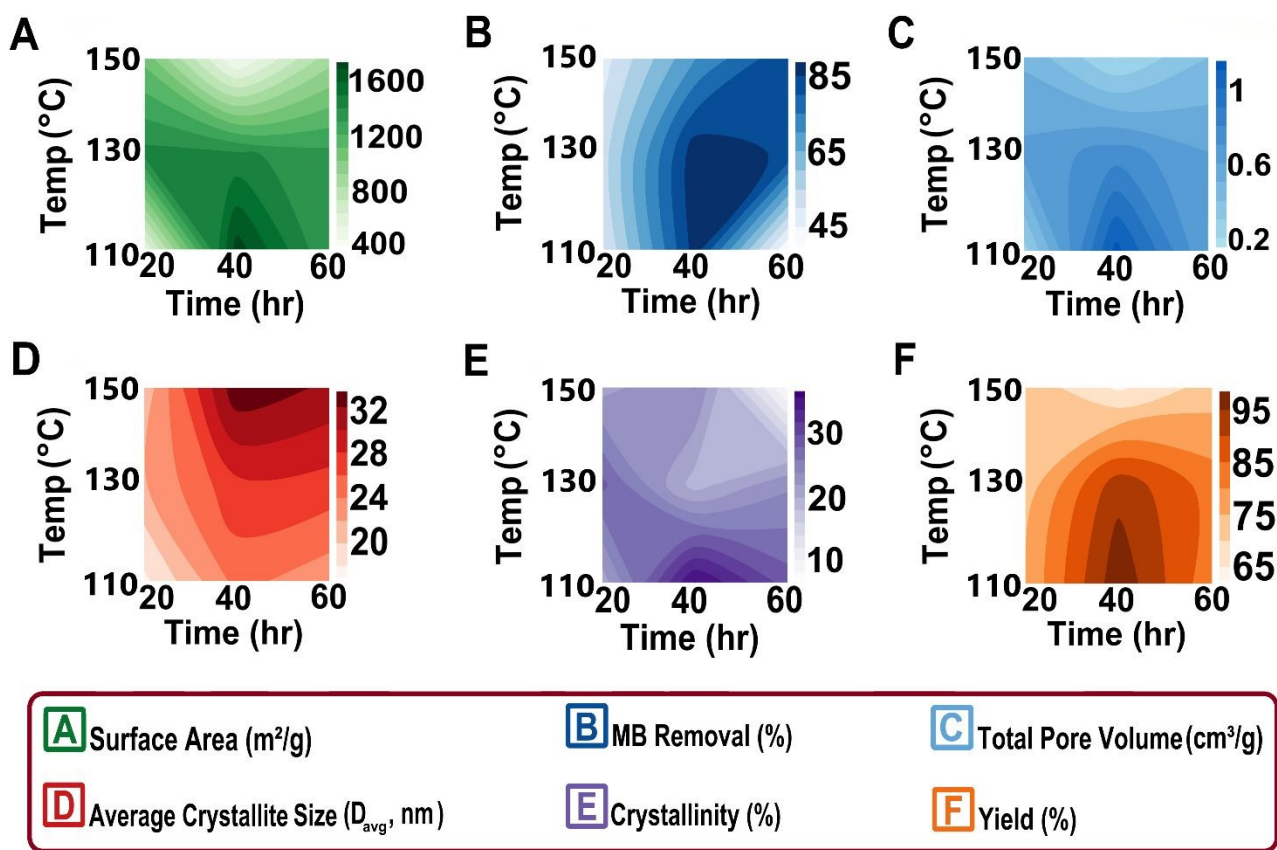 A
150
130
110
20 40 60
Temp (°C)
Time (hr)
1600
1200
800
400
B
150
130
110
20 40 60
Temp (°C)
Time (hr)
85
65
45
C
150
130
110
20 40 60
Temp (°C)
Time (hr)
1
0.6
0.2
D
150
130
110
20 40 60
Temp (°C)
Time (hr)
32
28
24
20
E
150
130
110
20 40 60
Temp (°C)
Time (hr)
30
20
10
F
150
130
110
20 40 60
Temp (°C)
Time (hr)
95
85
75
65
A Surface Area (m²/g)
B MB Removal (%)
C Total Pore Volume (cm³/g)
D Average Crystallite Size (Davg, nm)
E Crystallinity (%)
F Yield (%)